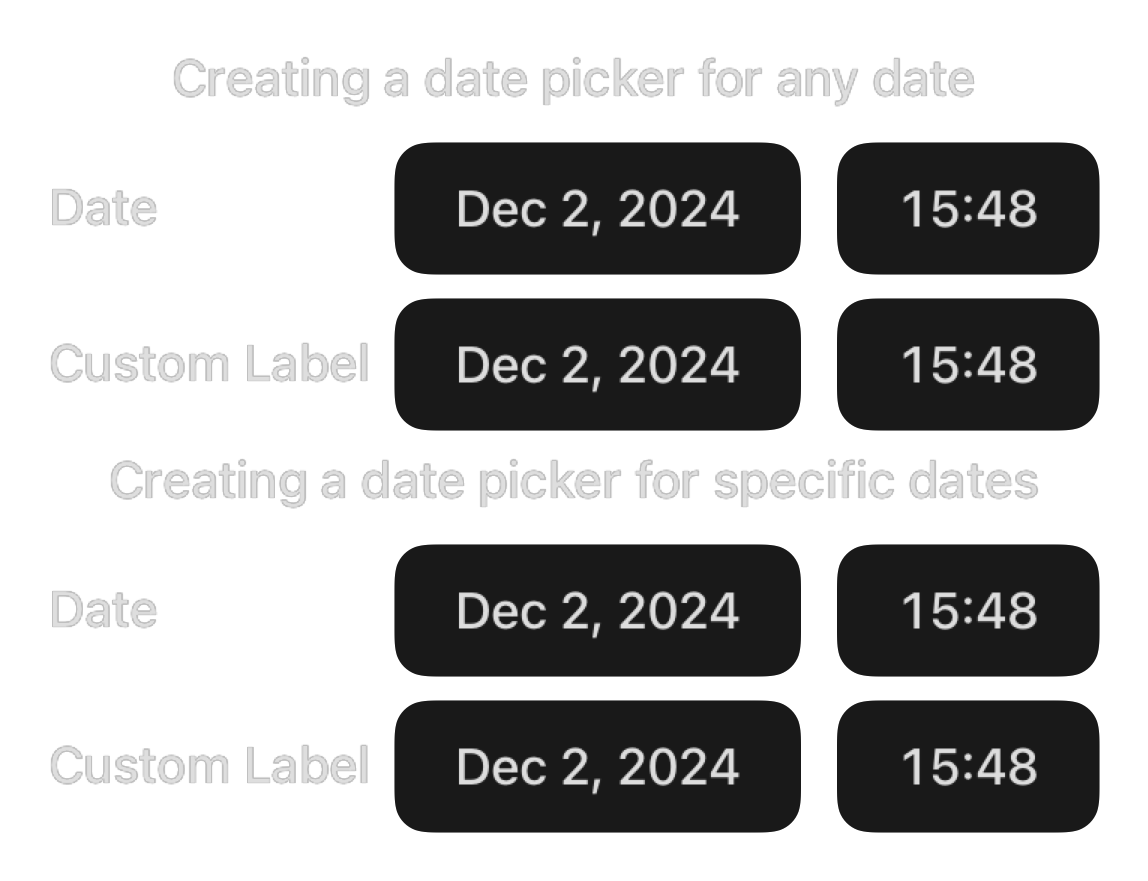 Creating a date picker for any date
Date Dec 2, 2024 15:48
Custom Label Dec 2, 2024 15:48
Creating a date picker for specific dates
Date Dec 2, 2024 15:48
Custom Label Dec 2, 2024 15:48